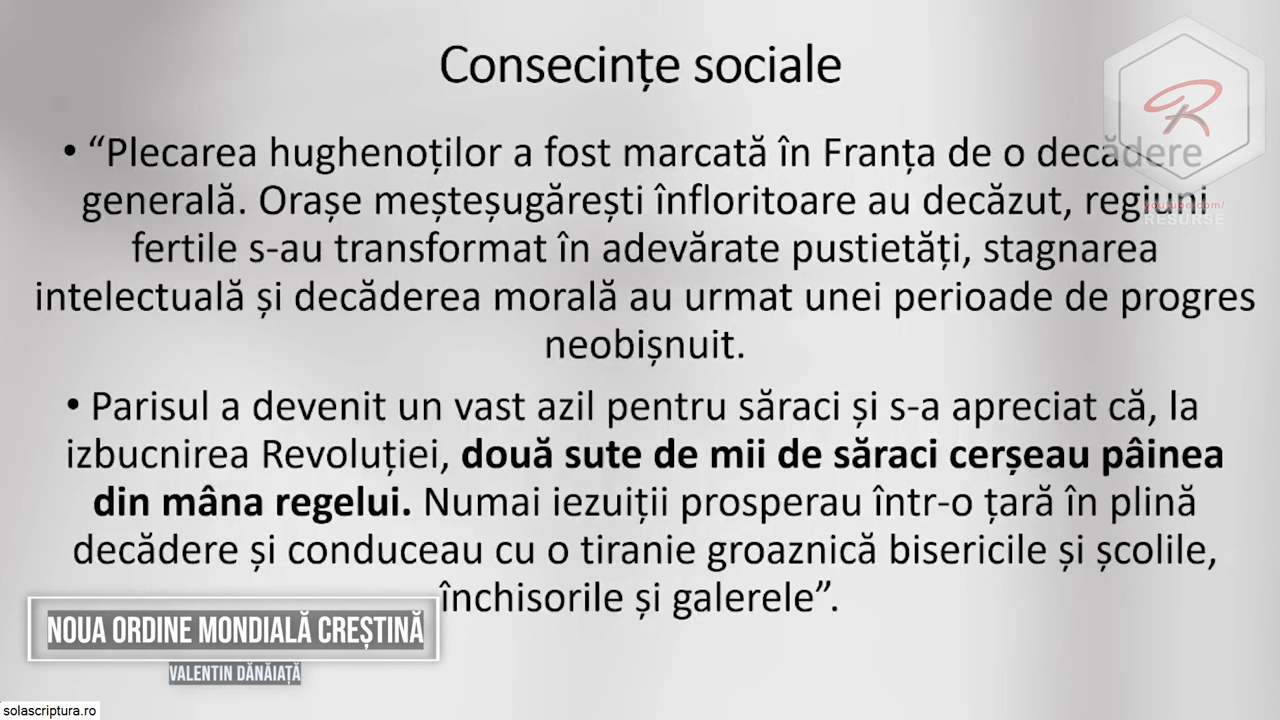 Consecințe sociale
• “Plecarea hughenoților a fost marcată în Franța de o decădere
generală. Orașe meșteșugărești înfloritoare au decăzut, regiuni
fertile s-au transformat în adevărate pustietăți, stagnarea
intelectuală și decăderea morală au urmat unei perioade de progres
neobișnuit.
• Parisul a devenit un vast azil pentru săraci și s-a apreciat că, la
izbucnirea Revoluției, două sute de mii de săraci cerșeau pâinea
din mâna regelui. Numai iezuiții prosperau într-o țară în plină
decădere și conduceau cu o tiranie groaznică bisericile și școlile,
închisorile și galerele”.
R
youtube.com/
RESURSE
NOUA ORDINE MONDIALĂ CREȘTINĂ
VALENTIN DĂNĂIAȚĂ
solascriptura.ro